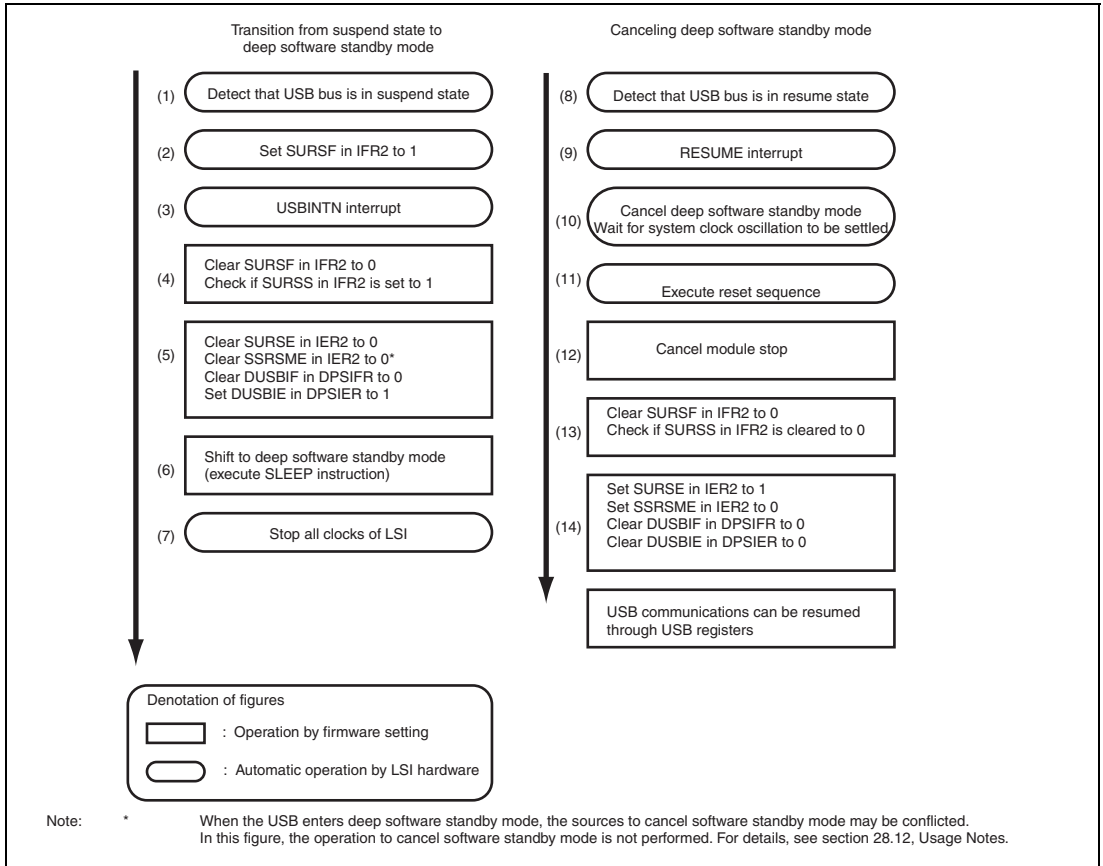 Transition from suspend state to
deep software standby mode
(1) Detect that USB bus is in suspend state
(2) Set SURSF in IFR2 to 1
(3) USBINTN interrupt
(4) Clear SURSF in IFR2 to 0
Check if SURSS in IFR2 is set to 1
(5) Clear SURSE in IER2 to 0
Clear SSRSME in IER2 to 0*
Clear DUSBIF in DPSIFR to 0
Set DUSBIE in DPSIER to 1
(6) Shift to deep software standby mode
(execute SLEEP instruction)
(7) Stop all clocks of LSI
Canceling deep software standby mode
(8) Detect that USB bus is in resume state
(9) RESUME interrupt
(10) Cancel deep software standby mode
Wait for system clock oscillation to be settled
(11) Execute reset sequence
(12) Cancel module stop
(13) Clear SURSF in IFR2 to 0
Check if SURSS in IFR2 is cleared to 0
(14) Set SURSE in IER2 to 1
Set SSRSME in IER2 to 0
Clear DUSBIF in DPSIFR to 0
Clear DUSBIE in DPSIER to 0
USB communications can be resumed
through USB registers
Denotation of figures
: Operation by firmware setting
: Automatic operation by LSI hardware
Note: * When the USB enters deep software standby mode, the sources to cancel software standby mode may be conflicted.
In this figure, the operation to cancel software standby mode is not performed. For details, see section 28.12, Usage Notes.